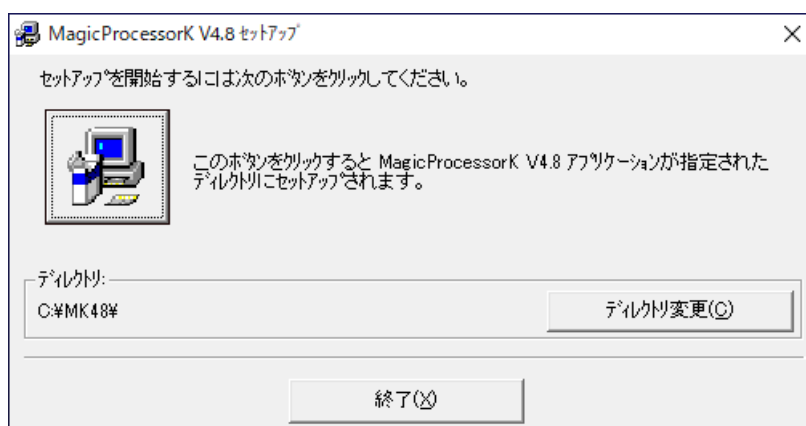 MagicProcessorK V4.8 ｾｯﾄｱｯﾌﾟ
ｾｯﾄｱｯﾌﾟを開始するには次のﾎﾞﾀﾝをｸﾘｯｸしてください。
このﾎﾞﾀﾝをｸﾘｯｸすると MagicProcessorK V4.8 ｱﾌﾟﾘｹｰｼｮﾝが指定された
ﾃﾞｨﾚｸﾄﾘにｾｯﾄｱｯﾌﾟされます。
ﾃﾞｨﾚｸﾄﾘ:
C:¥MK48¥
ﾃﾞｨﾚｸﾄﾘ変更(C)
終了(X)